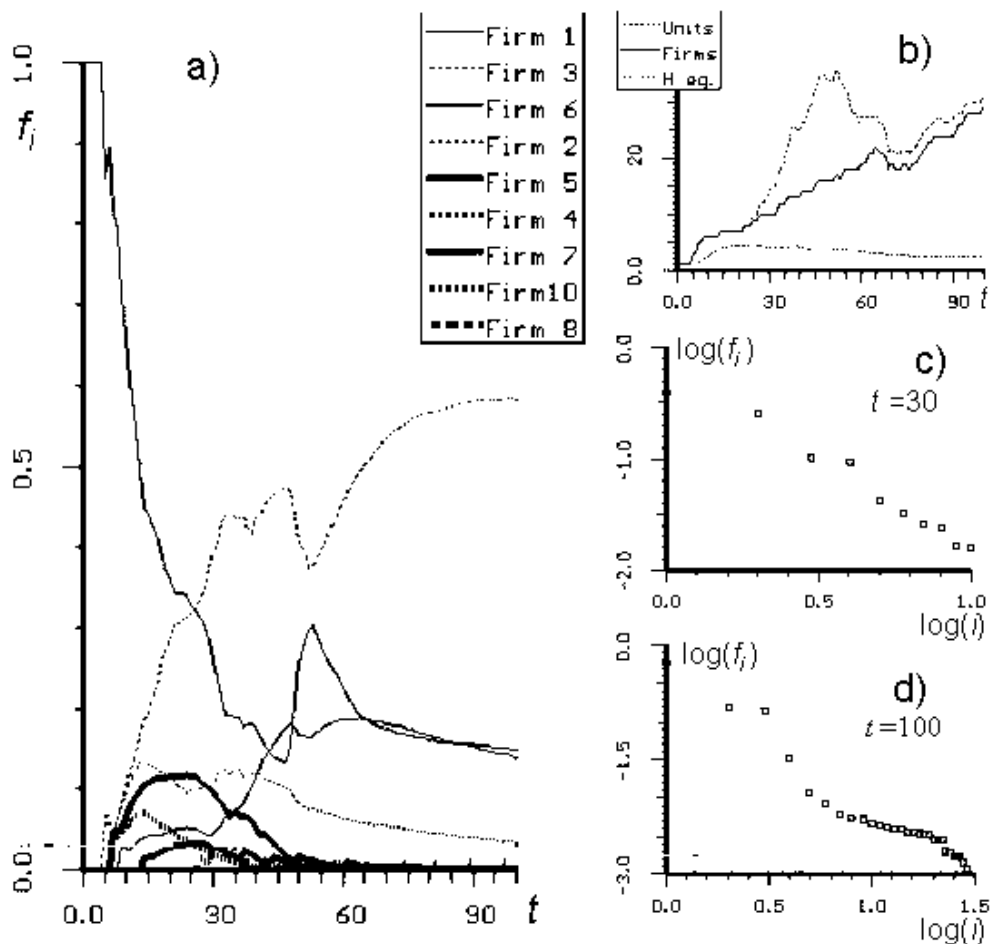 a)
f_i
1.0
0.5
0.0
0.0 30 60 90 t
Firm 1
Firm 3
Firm 6
Firm 2
Firm 5
Firm 4
Firm 7
Firm10
Firm 8
b)
Units
Firms
H eq.
20
0.0
0.0 30 60 90 t
c)
log(f_i)
t =30
0.0
-1.0
-2.0
0.0 0.5 1.0
log(i)
d)
log(f_i)
t =100
0.0
-1.5
-3.0
0.0 0.5 1.0 1.5
log(i)